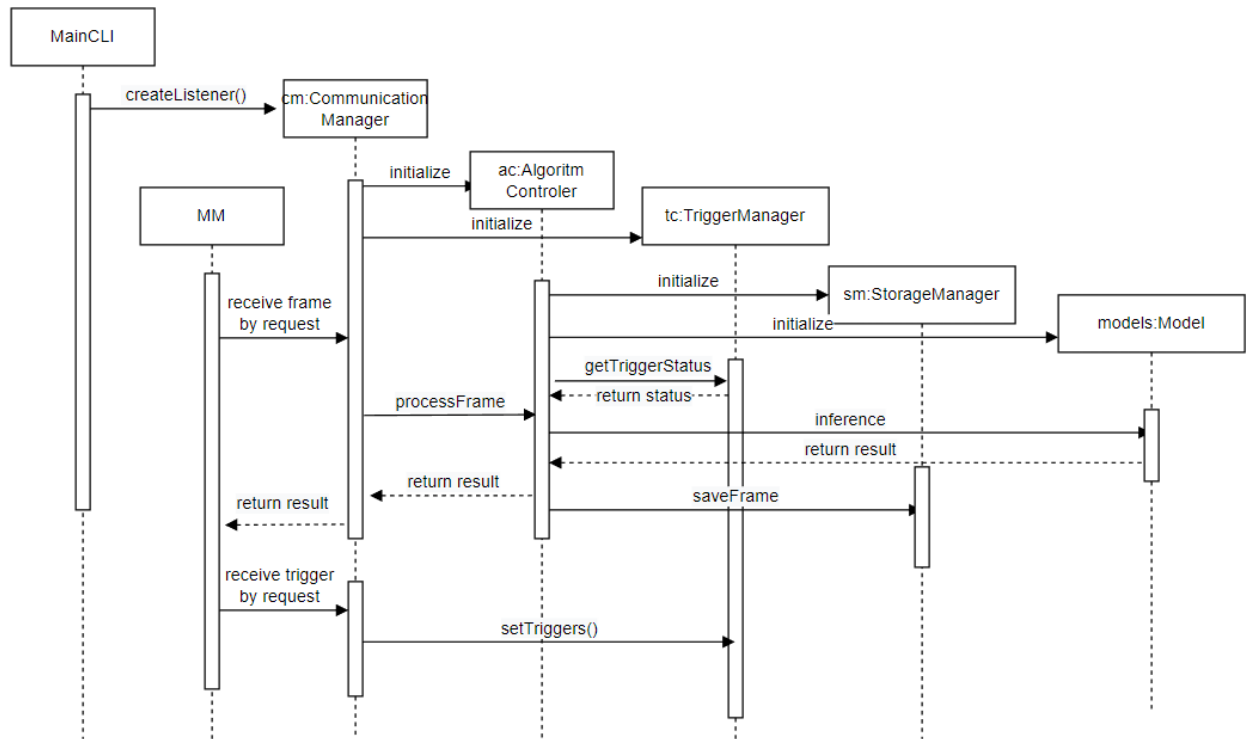 MainCLI
createListener()
cm:Communication
Manager
initialize
ac:Algoritm
Controler
MM
initialize
tc:TriggerManager
receive frame
by request
initialize
sm:StorageManager
initialize
models:Model
getTriggerStatus
return status
processFrame
inference
return result
return result
saveFrame
return result
receive trigger
by request
setTriggers()